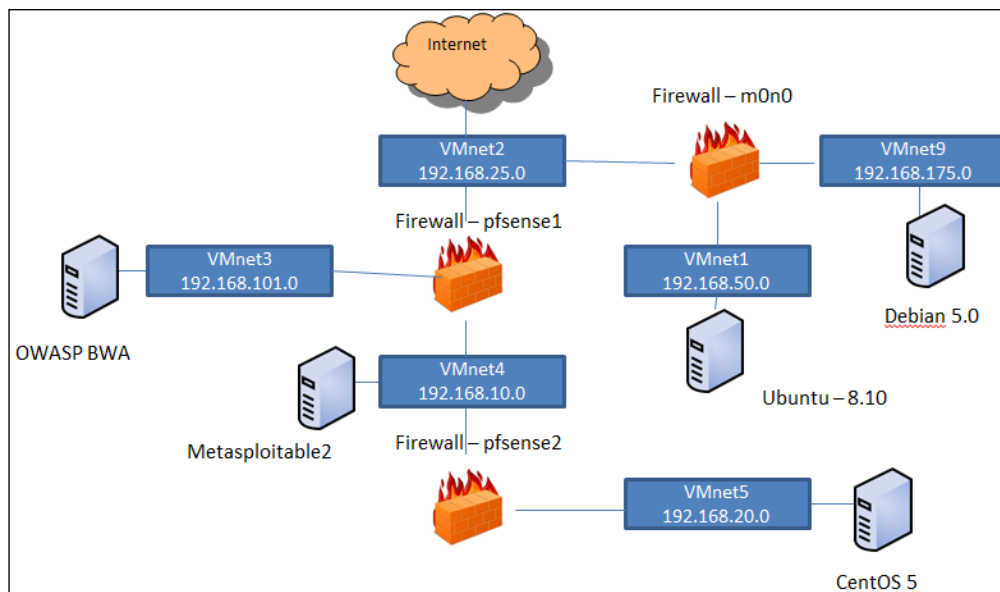 Internet
Firewall – m0n0
VMnet2
192.168.25.0
VMnet9
192.168.175.0
Firewall – pfsense1
VMnet3
192.168.101.0
VMnet1
192.168.50.0
Debian 5.0
OWASP BWA
VMnet4
192.168.10.0
Ubuntu – 8.10
Metasploitable2
Firewall – pfsense2
VMnet5
192.168.20.0
CentOS 5